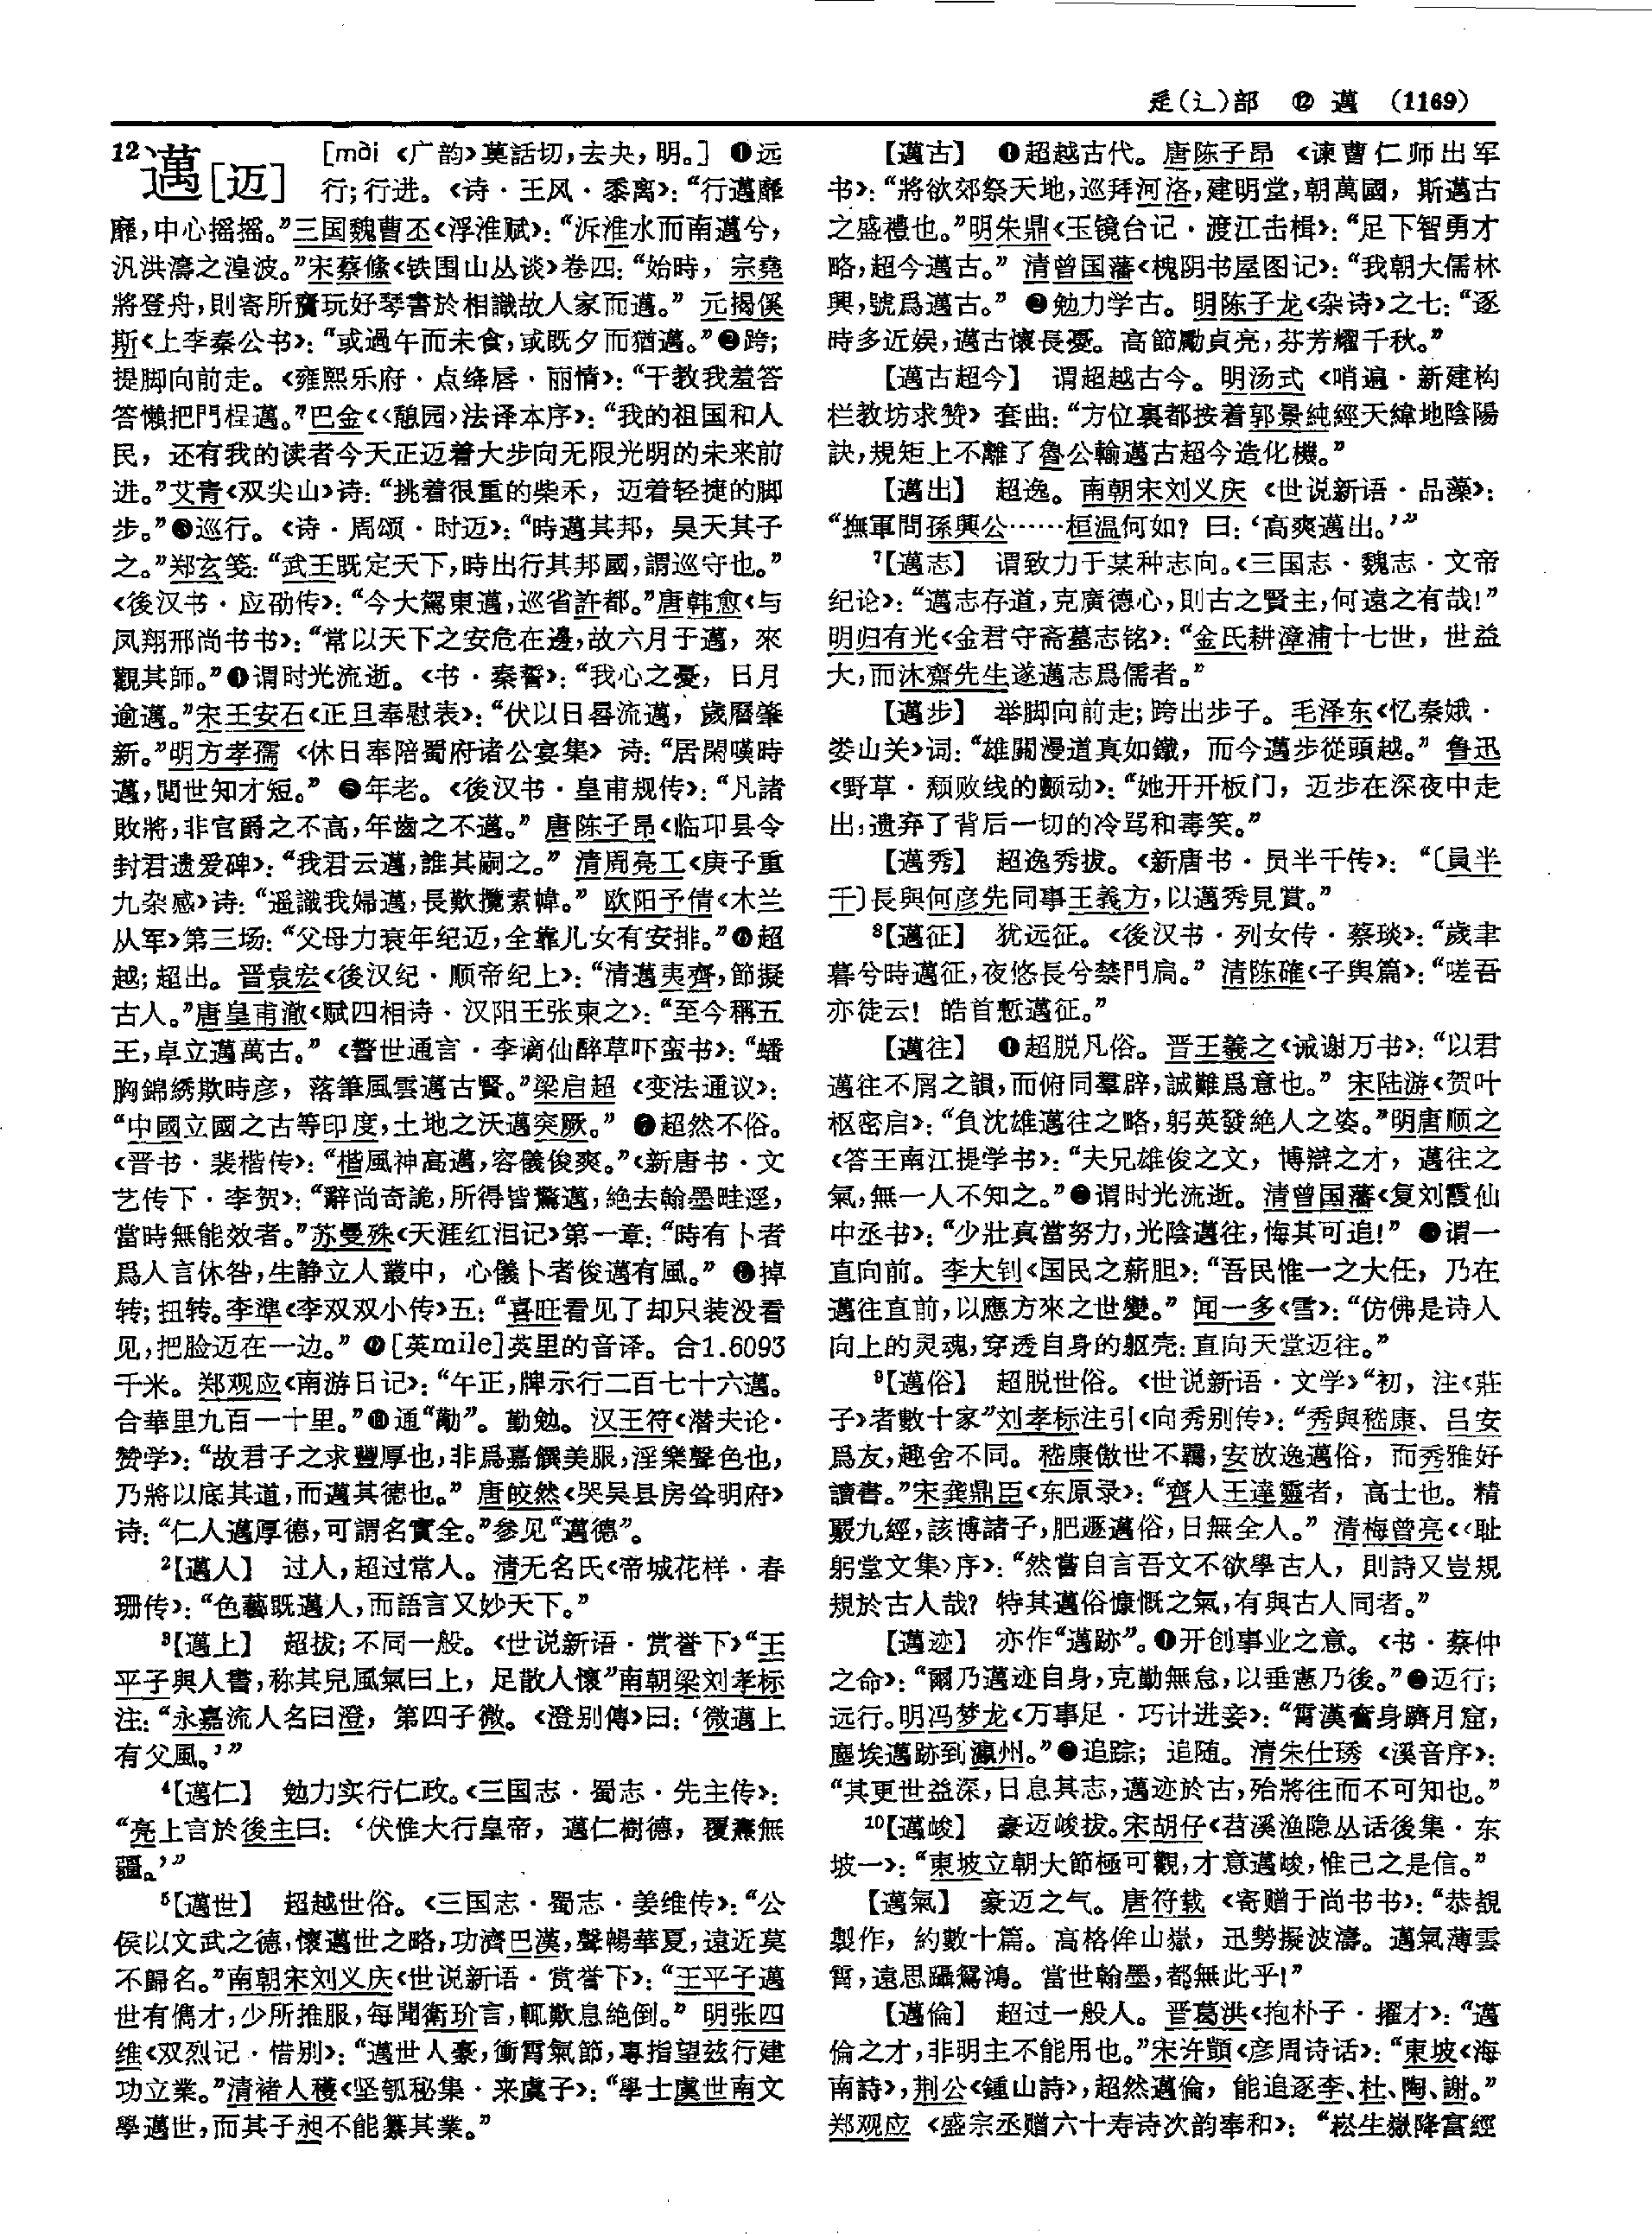 辵(辶)部　⑫ 邁　(1169)
12邁[迈]　[mài 《广韵》莫話切,去夬,明。] ❶远
行;行进。《诗·王风·黍离》:“行邁靡
靡,中心摇摇。”三国魏曹丕《浮淮赋》:“泝淮水而南邁兮,
汎洪濤之湟波。”宋蔡絛《铁围山丛谈》卷四:“始時,宗堯
將登舟,則寄所齎玩好琴書於相識故人家而邁。” 元揭傒
斯《上李秦公书》:“或過午而未食,或既夕而猶邁。”❷跨;
提脚向前走。《雍熙乐府·点绛唇·丽情》:“干教我羞答
答懒把門桯邁。”巴金《〈憩园〉法译本序》:“我的祖国和人
民，还有我的读者今天正迈着大步向无限光明的未来前
进。”艾青《双尖山》诗:“挑着很重的柴禾，迈着轻捷的脚
步。”❸巡行。《诗·周颂·时迈》:“時邁其邦，昊天其子
之。”郑玄笺:“武王既定天下,時出行其邦國,謂巡守也。”
《後汉书·应劭传》:“今大駕東邁,巡省許都。”唐韩愈《与
凤翔邢尚书书》:“常以天下之安危在邊,故六月于邁，來
觀其師。”❹谓时光流逝。《书·秦誓》:“我心之憂，日月
逾邁。”宋王安石《正旦奉慰表》:“伏以日晷流邁，歲曆肇
新。”明方孝孺《休日奉陪蜀府诸公宴集》诗:“居閑嘆時
邁,閲世知才短。” ❺年老。《後汉书·皇甫规传》:“凡諸
敗將,非官爵之不高,年齒之不邁。” 唐陈子昂《临邛县令
封君遗爱碑》:“我君云邁,誰其嗣之。” 清周亮工《庚子重
九杂感》诗:“遥識我婦邁,長歎攬素幃。” 欧阳予倩《木兰
从军》第三场:“父母力衰年纪迈,全靠儿女有安排。”❻超
越;超出。晋袁宏《後汉纪·顺帝纪上》:“清邁夷齊,節擬
古人。”唐皇甫澈《赋四相诗·汉阳王张柬之》:“至今稱五
王,卓立邁萬古。”《警世通言·李谪仙醉草吓蛮书》:“蟠
胸錦綉欺時彦，落筆風雲邁古賢。”梁启超《变法通议》:
“中國立國之古等印度,土地之沃邁突厥。” ❼超然不俗。
《晋书·裴楷传》:“楷風神高邁,容儀俊爽。”《新唐书·文
艺传下·李贺》:“辭尚奇詭,所得皆驚邁,絶去翰墨畦逕,
當時無能效者。”苏曼殊《天涯红泪记》第一章:“時有卜者
爲人言休咎,生静立人叢中，心儀卜者俊邁有風。” ❽掉
转;扭转。李準《李双双小传》五:“喜旺看见了却只装没看
见,把脸迈在一边。” ❾[英mile]英里的音译。合1.6093
千米。郑观应《南游日记》:“午正,牌示行二百七十六邁。
合華里九百一十里。”❿通“勱”。勤勉。汉王符《潜夫论·
赞学》:“故君子之求豐厚也,非爲嘉饌美服,淫樂聲色也,
乃將以底其道,而邁其德也。” 唐皎然《哭吴县房耸明府》
诗:“仁人邁厚德,可謂名實全。”参见“邁德”。
2【邁人】　过人,超过常人。清无名氏《帝城花样·春
珊传》:“色藝既邁人,而語言又妙天下。”
3【邁上】　超拔;不同一般。《世说新语·赏誉下》“王
平子與人書,称其兒風氣日上，足散人懷”南朝梁刘孝标
注:“永嘉流人名曰澄，第四子微。《澄别傳》曰:‘微邁上
有父風。’”
4【邁仁】　勉力实行仁政。《三国志·蜀志·先主传》:
“亮上言於後主曰:‘伏惟大行皇帝，邁仁樹德，覆燾無
疆。’”
5【邁世】　超越世俗。《三国志·蜀志·姜维传》:“公
侯以文武之德,懷邁世之略,功濟巴漢,聲暢華夏,遠近莫
不歸名。”南朝宋刘义庆《世说新语·赏誉下》:“王平子邁
世有儁才,少所推服,每聞衛玠言,輒歎息絶倒。” 明张四
维《双烈记·惜别》:“邁世人豪,衝霄氣節,專指望兹行建
功立業。”清褚人穫《坚瓠秘集·来虞子》:“學士虞世南文
學邁世,而其子昶不能纂其業。”
【邁古】　❶超越古代。唐陈子昂《谏曹仁师出军
书》:“將欲郊祭天地,巡拜河洛,建明堂,朝萬國，斯邁古
之盛禮也。”明朱鼎《玉镜台记·渡江击楫》:“足下智勇才
略,超今邁古。” 清曾国藩《槐阴书屋图记》:“我朝大儒林
興,號爲邁古。” ❷勉力学古。明陈子龙《杂诗》之七:“逐
時多近娱,邁古懷長憂。高節勵貞亮,芬芳耀千秋。”
【邁古超今】　谓超越古今。明汤式《哨遍·新建构
栏教坊求赞》套曲:“方位裏都按着郭景純經天緯地陰陽
訣,規矩上不離了魯公輸邁古超今造化機。”
【邁出】　超逸。南朝宋刘义庆《世说新语·品藻》:
“撫軍問孫興公……桓温何如？曰:‘高爽邁出。’”
7【邁志】　谓致力于某种志向。《三国志·魏志·文帝
纪论》:“邁志存道,克廣德心,則古之賢主,何遠之有哉!”
明归有光《金君守斋墓志铭》:“金氏耕漳浦十七世，世益
大,而沐齋先生遂邁志爲儒者。”
【邁步】　举脚向前走;跨出步子。毛泽东《忆秦娥·
娄山关》词:“雄關漫道真如鐵，而今邁步從頭越。” 鲁迅
《野草·颓败线的颤动》:“她开开板门，迈步在深夜中走
出,遗弃了背后一切的冷骂和毒笑。”
【邁秀】　超逸秀拔。《新唐书·员半千传》:“〔員半
千〕長與何彦先同事王義方,以邁秀見賞。”
8【邁征】　犹远征。《後汉书·列女传·蔡琰》:“歲聿
暮兮時邁征,夜悠長兮禁門扃。” 清陈確《子輿篇》:“嗟吾
亦徒云! 皓首慙邁征。”
【邁往】　❶超脱凡俗。晋王羲之《诫谢万书》:“以君
邁往不屑之韻,而俯同羣辟,誠難爲意也。” 宋陆游《贺叶
枢密启》:“負沈雄邁往之略,躬英發絶人之姿。”明唐顺之
《答王南江提学书》:“夫兄雄俊之文，博辯之才，邁往之
氣,無一人不知之。”❷谓时光流逝。清曾国藩《复刘霞仙
中丞书》:“少壯真當努力,光陰邁往,悔其可追!” ❸谓一
直向前。李大钊《国民之薪胆》:“吾民惟一之大任，乃在
邁往直前,以應方來之世變。” 闻一多《雪》:“仿佛是诗人
向上的灵魂,穿透自身的躯壳:直向天堂迈往。”
9【邁俗】　超脱世俗。《世说新语·文学》“初，注《莊
子》者數十家”刘孝标注引《向秀别传》:“秀與嵇康、吕安
爲友,趣舍不同。嵇康傲世不羈,安放逸邁俗，而秀雅好
讀書。”宋龚鼎臣《东原录》:“齊人王達靈者，高士也。精
嚴九經,該博諸子,肥遯邁俗,日無全人。” 清梅曾亮《〈耻
躬堂文集〉序》:“然嘗自言吾文不欲學古人，則詩又豈規
規於古人哉？特其邁俗慷慨之氣,有與古人同者。”
【邁迹】　亦作“邁跡”。❶开创事业之意。《书·蔡仲
之命》:“爾乃邁迹自身,克勤無怠,以垂憲乃後。”❷迈行;
远行。明冯梦龙《万事足·巧计进妾》:“霄漢奮身躋月窟,
塵埃邁跡到瀛州。”❸追踪；追随。清朱仕琇《溪音序》:
“其更世益深,日息其志,邁迹於古,殆將往而不可知也。”
10【邁峻】　豪迈峻拔。宋胡仔《苕溪渔隐丛话後集·东
坡一》:“東坡立朝大節極可觀,才意邁峻,惟己之是信。”
【邁氣】　豪迈之气。唐符载《寄赠于尚书书》:“恭覩
製作，約數十篇。高格侔山嶽，迅勢擬波濤。邁氣薄雲
霄,遠思躡鴛鴻。當世翰墨,都無此乎!”
【邁倫】　超过一般人。晋葛洪《抱朴子·擢才》:“邁
倫之才,非明主不能用也。”宋许顗《彦周诗话》:“東坡《海
南詩》,荆公《鍾山詩》,超然邁倫，能追逐李、杜、陶、謝。”
郑观应《盛宗丞赠六十寿诗次韵奉和》:“崧生嶽降富經